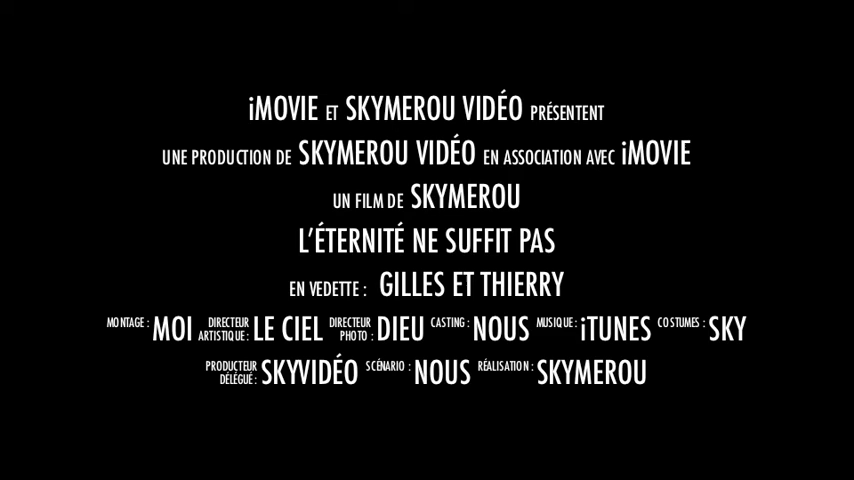 iMOVIE ET SKYMEROU VIDÉO PRÉSENTENT
UNE PRODUCTION DE SKYMEROU VIDÉO EN ASSOCIATION AVEC iMOVIE
UN FILM DE SKYMEROU
L'ÉTERNITÉ NE SUFFIT PAS
EN VEDETTE : GILLES ET THIERRY
MONTAGE : MOI DIRECTEUR ARTISTIQUE : LE CIEL DIRECTEUR PHOTO : DIEU CASTING : NOUS MUSIQUE : iTUNES COSTUMES : SKY
PRODUCTEUR DÉLÉGUÉ : SKYVIDÉO SCÉNARIO : NOUS RÉALISATION : SKYMEROU